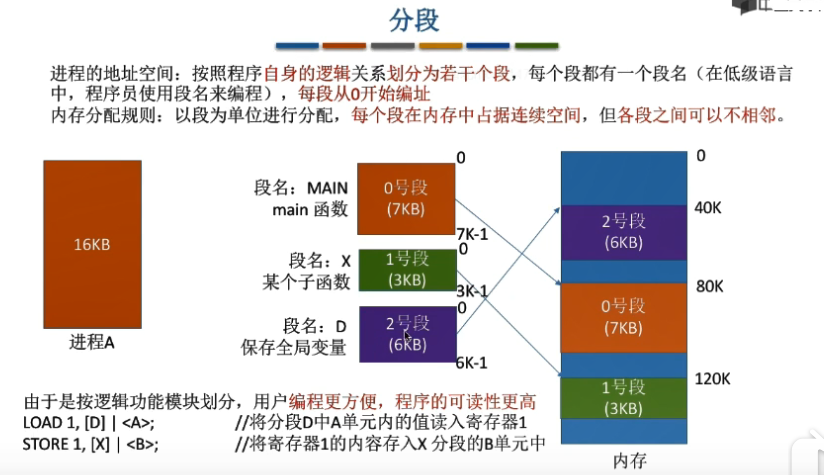 分段
进程的地址空间：按照程序自身的逻辑关系划分为若干个段，每个段都有一个段名（在低级语言
中，程序员使用段名来编程），每段从0开始编址
内存分配规则：以段为单位进行分配，每个段在内存中占据连续空间，但各段之间可以不相邻。
16KB
进程A
段名：MAIN
main 函数
0号段
(7KB)
0
7K-1
段名：X
某个子函数
1号段
(3KB)
0
3K-1
段名：D
保存全局变量
2号段
(6KB)
0
6K-1
0
40K
2号段
(6KB)
80K
0号段
(7KB)
120K
1号段
(3KB)
内存
由于是按逻辑功能模块划分，用户编程更方便，程序的可读性更高
LOAD 1, [D] | <A>; //将分段D中A单元内的值读入寄存器1
STORE 1, [X] | <B>; //将寄存器1的内容存入X 分段的B单元中